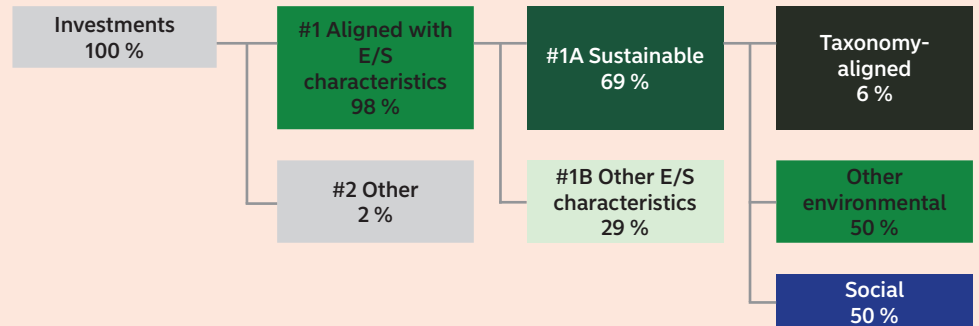 Investments
100 %
#1 Aligned with
E/S
characteristics
98 %
#1A Sustainable
69 %
Taxonomy-
aligned
6 %
#2 Other
2 %
#1B Other E/S
characteristics
29 %
Other
environmental
50 %
Social
50 %